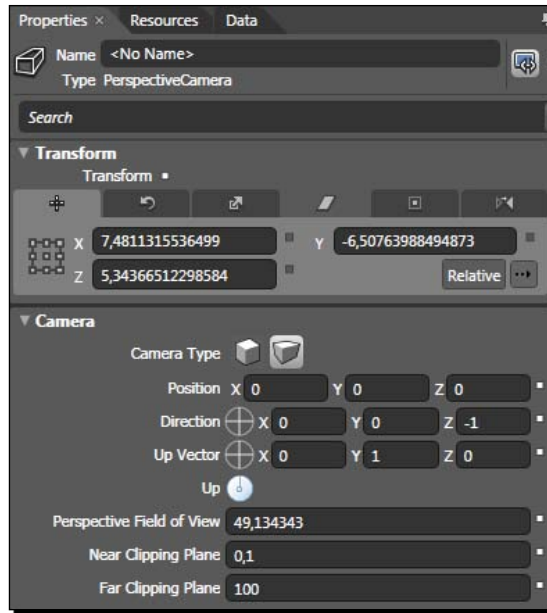 Properties × Resources Data
Name <No Name>
Type PerspectiveCamera
Search
Transform
Transform
X 7,4811315536499 Y -6,50763988494873
Z 5,34366512298584 Relative
Camera
Camera Type
Position X 0 Y 0 Z 0
Direction X 0 Y 0 Z -1
Up Vector X 0 Y 1 Z 0
Up
Perspective Field of View 49,134343
Near Clipping Plane 0,1
Far Clipping Plane 100